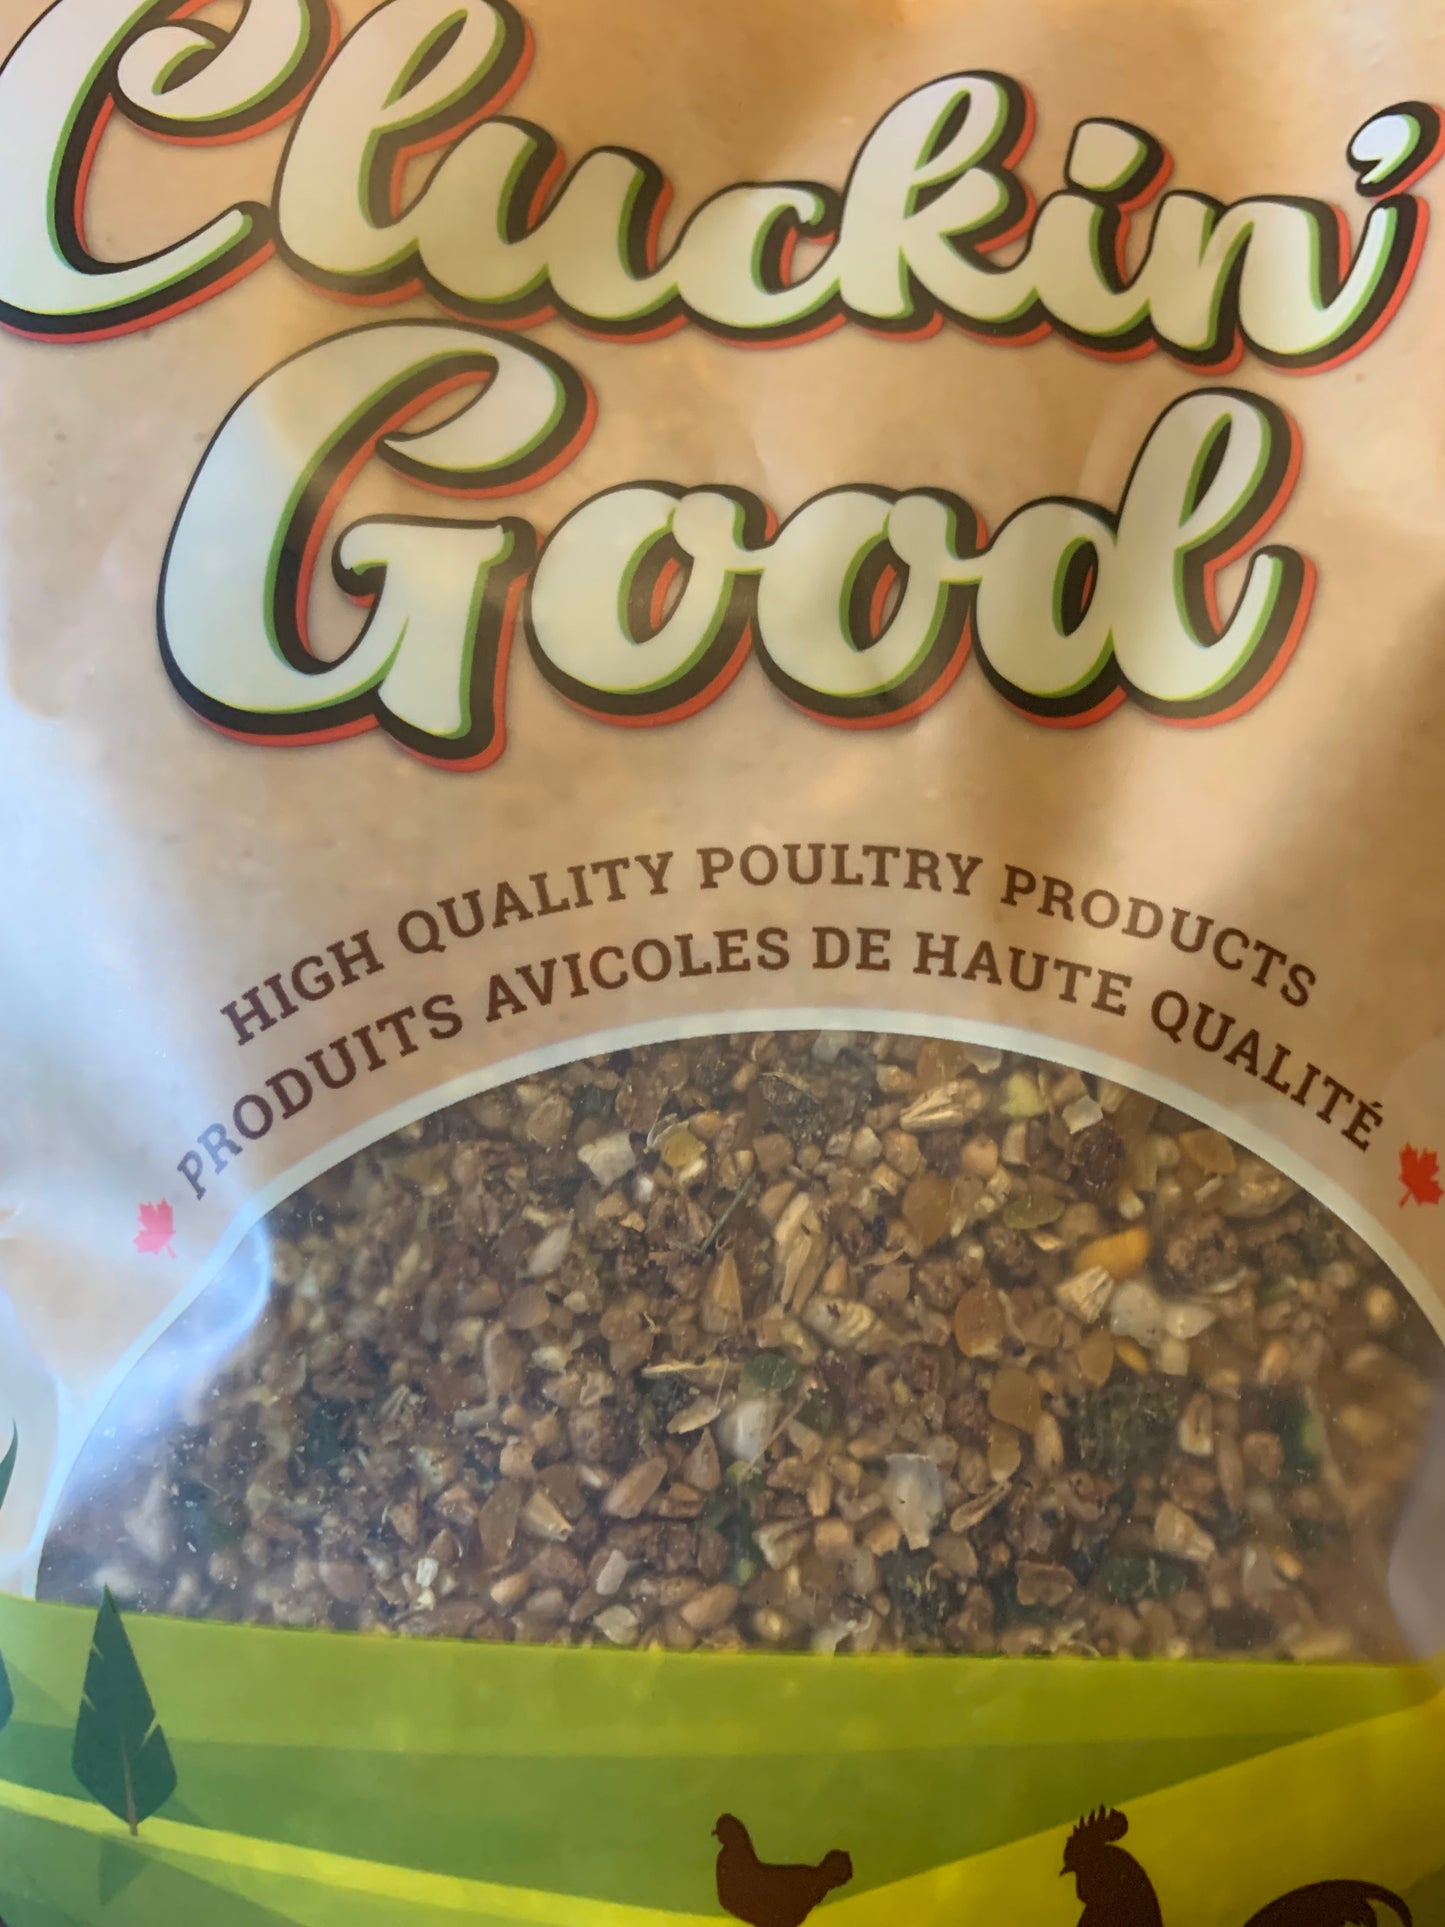 Cluckin'
Good
HIGH QUALITY POULTRY PRODUCTS
PRODUITS AVICOLES DE HAUTE QUALITÉ